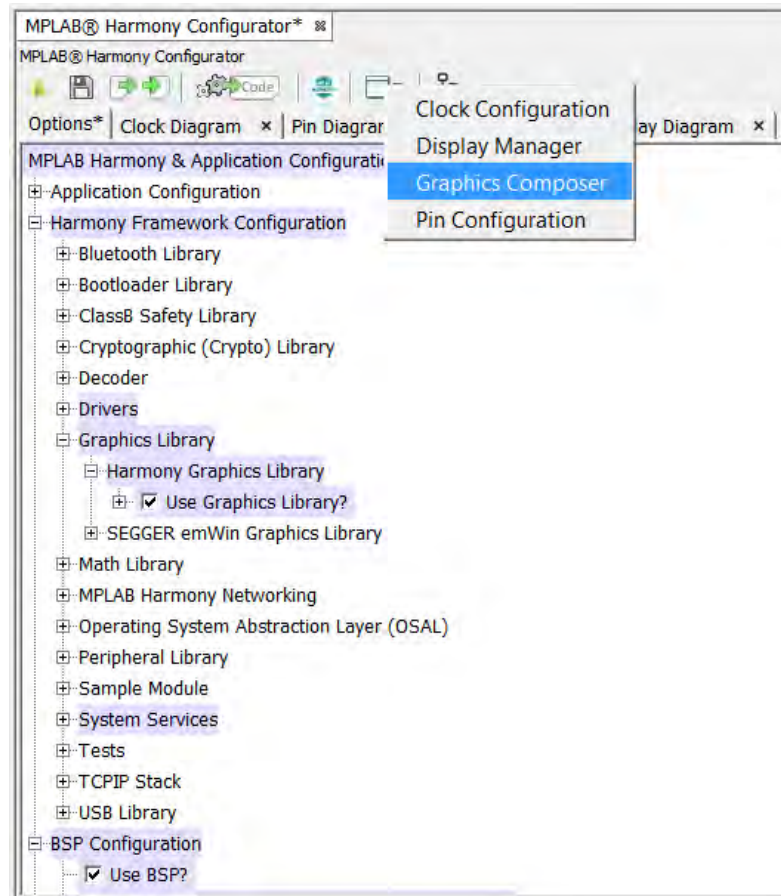 MPLAB® Harmony Configurator*
MPLAB® Harmony Configurator
Code
Options* Clock Diagram × Pin Diagrar ay Diagram ×
Clock Configuration
Display Manager
Graphics Composer
Pin Configuration
MPLAB Harmony & Application Configurati
Application Configuration
Harmony Framework Configuration
Bluetooth Library
Bootloader Library
ClassB Safety Library
Cryptographic (Crypto) Library
Decoder
Drivers
Graphics Library
Harmony Graphics Library
Use Graphics Library?
SEGGER emWin Graphics Library
Math Library
MPLAB Harmony Networking
Operating System Abstraction Layer (OSAL)
Peripheral Library
Sample Module
System Services
Tests
TCPIP Stack
USB Library
BSP Configuration
Use BSP?